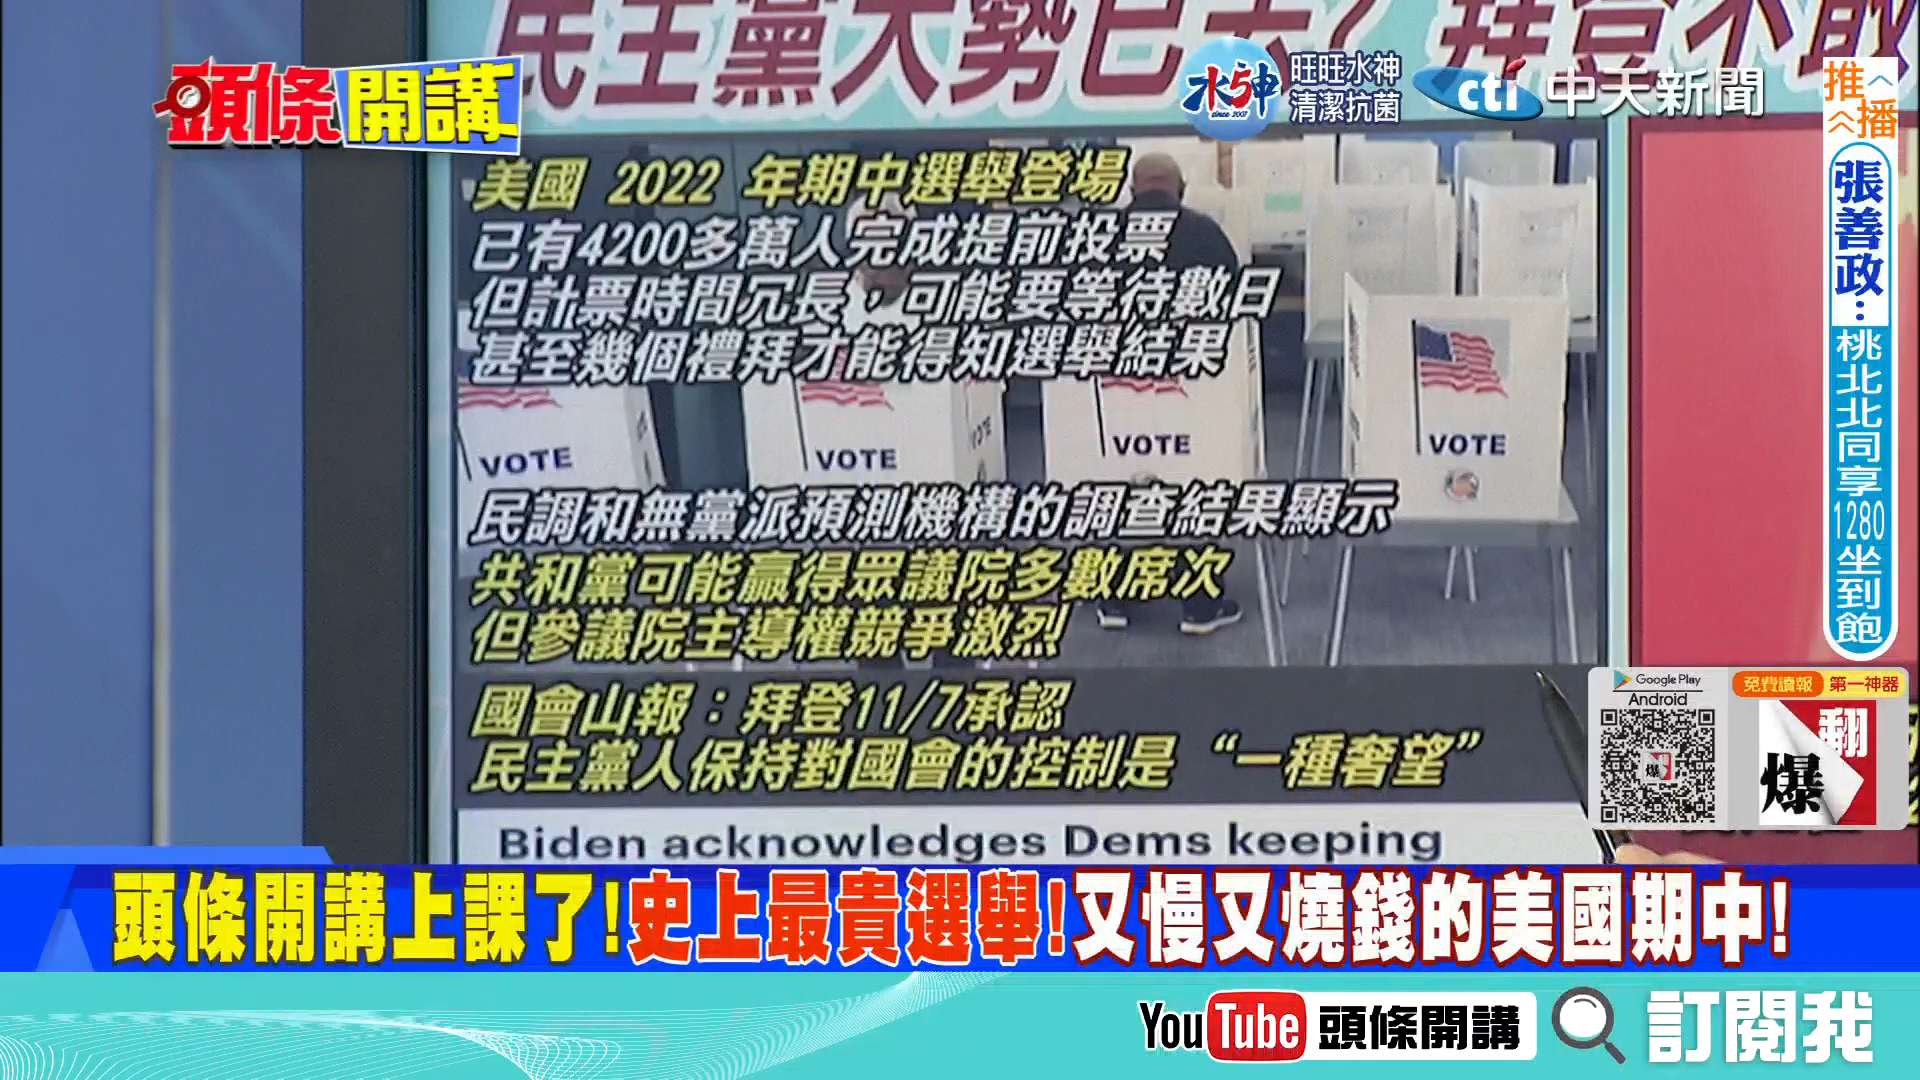 民主黨大勢已去?拜登不敵
頭條開講
水神
since 2007
旺旺水神
清潔抗菌
cti 中天新聞
推播
張善政:桃北北同享1280坐到飽
美國 2022 年期中選舉登場
已有4200多萬人完成提前投票
但計票時間冗長,可能要等待數日
甚至幾個禮拜才能得知選舉結果
VOTE
VOTE
VOTE
VOTE
民調和無黨派預測機構的調查結果顯示
共和黨可能贏得眾議院多數席次
但參議院主導權競爭激烈
國會山報:拜登11/7承認
民主黨人保持對國會的控制是“一種奢望”
Biden acknowledges Dems keeping
Google Play
Android
免費讀報 第一神器
翻爆
頭條開講上課了!史上最貴選舉!又慢又燒錢的美國期中!
YouTube 頭條開講 訂閱我